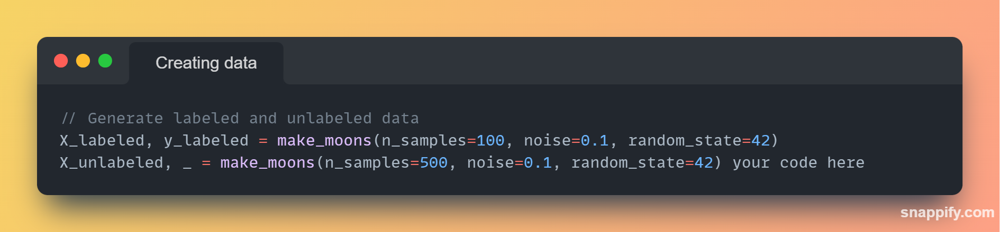 Creating data
// Generate labeled and unlabeled data
X_labeled, y_labeled = make_moons(n_samples=100, noise=0.1, random_state=42)
X_unlabeled, _ = make_moons(n_samples=500, noise=0.1, random_state=42) your code here
snappify.com